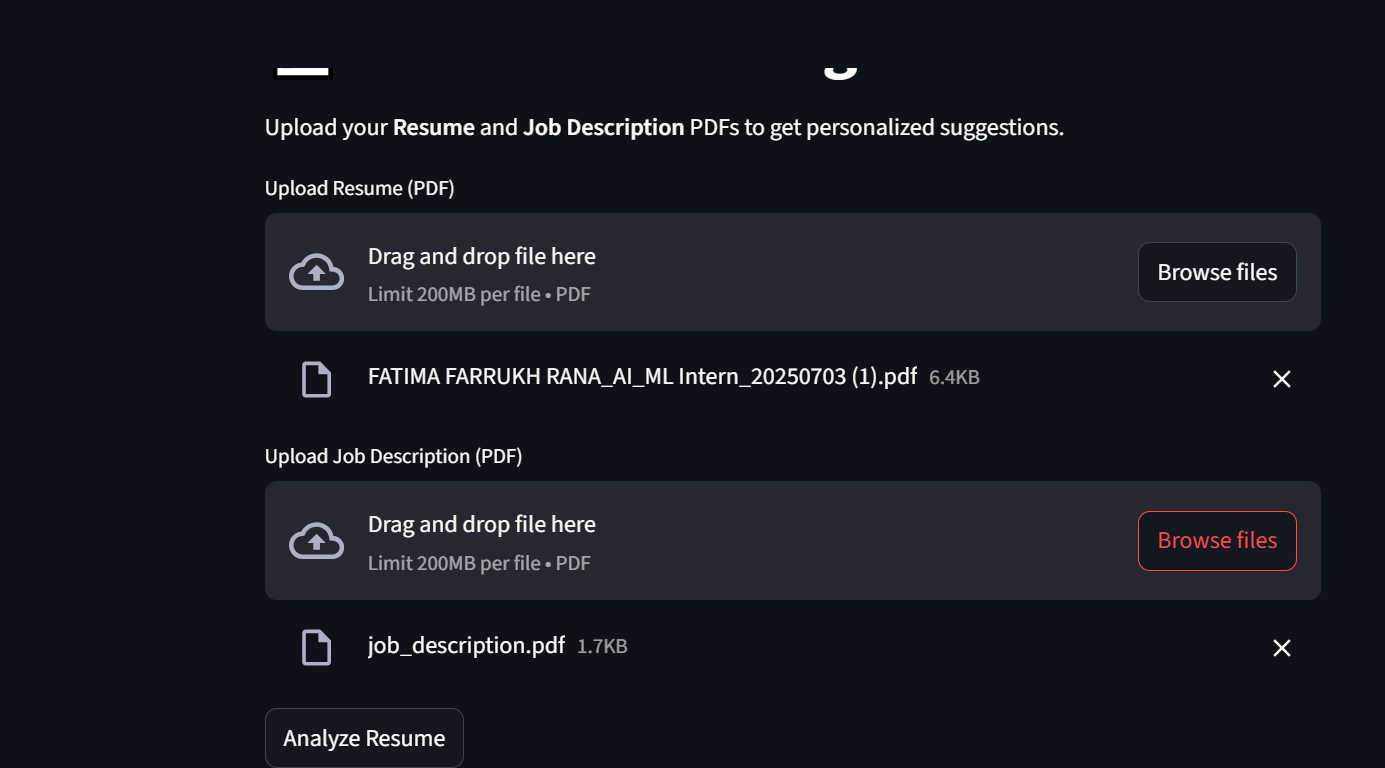 Upload your Resume and Job Description PDFs to get personalized suggestions.
Upload Resume (PDF)
Drag and drop file here
Limit 200MB per file • PDF
Browse files
FATIMA FARRUKH RANA_AI_ML Intern_20250703 (1).pdf 6.4KB
Upload Job Description (PDF)
Drag and drop file here
Limit 200MB per file • PDF
Browse files
job_description.pdf 1.7KB
Analyze Resume